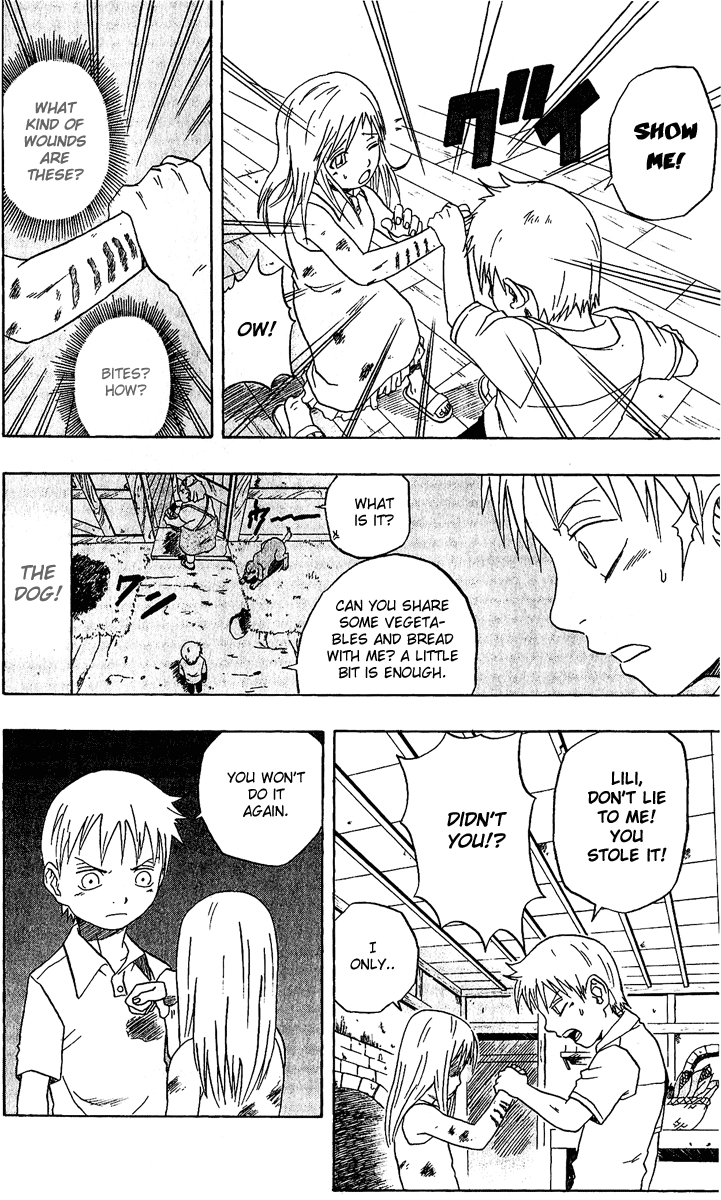 SHOW
ME!
グイ
OW!
WHAT
KIND OF
WOUNDS
ARE
THESE?
BITES?
HOW?
WHAT
IS IT?
CAN YOU SHARE
SOME VEGETA-
BLES AND BREAD
WITH ME? A LITTLE
BIT IS ENOUGH.
ウ~~
ワン
THE
DOG!
LILI,
DON'T LIE
TO ME!
YOU
STOLE IT!
DIDN'T
YOU!?
I
ONLY..
YOU WON'T
DO IT
AGAIN.